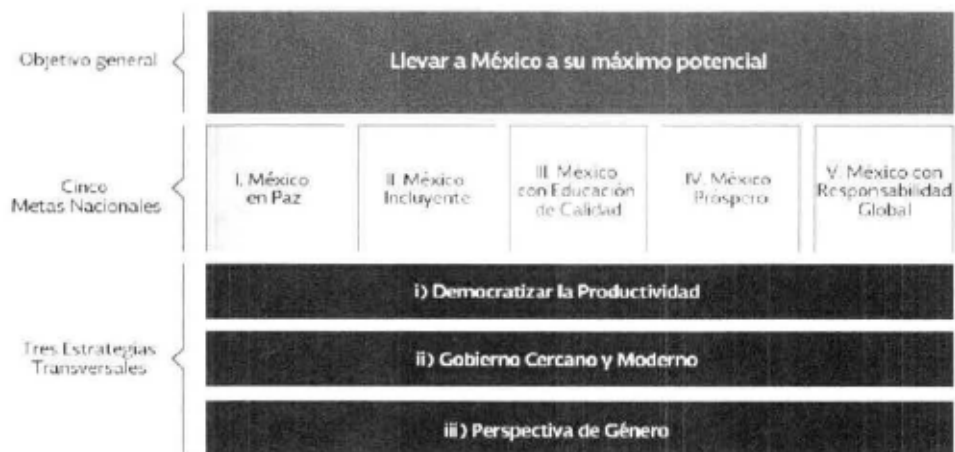 Objetivo general
Llevar a México a su máximo potencial
Cinco
Metas Nacionales
I. México
en Paz
II. México
Incluyente
III. México
con Educación
de Calidad
IV. México
Próspero
V. México con
Responsabilidad
Global
Tres Estrategias
Transversales
i) Democratizar la Productividad
ii) Gobierno Cercano y Moderno
iii) Perspectiva de Género